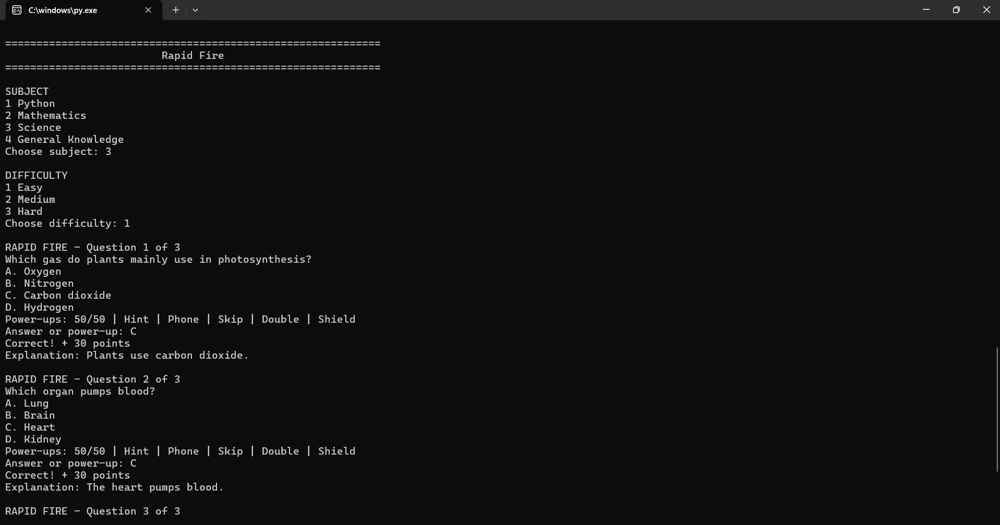 C:\windows\py.exe
============================================================
Rapid Fire
============================================================
SUBJECT
1 Python
2 Mathematics
3 Science
4 General Knowledge
Choose subject: 3
DIFFICULTY
1 Easy
2 Medium
3 Hard
Choose difficulty: 1
RAPID FIRE - Question 1 of 3
Which gas do plants mainly use in photosynthesis?
A. Oxygen
B. Nitrogen
C. Carbon dioxide
D. Hydrogen
Power-ups: 50/50 | Hint | Phone | Skip | Double | Shield
Answer or power-up: C
Correct! + 30 points
Explanation: Plants use carbon dioxide.
RAPID FIRE - Question 2 of 3
Which organ pumps blood?
A. Lung
B. Brain
C. Heart
D. Kidney
Power-ups: 50/50 | Hint | Phone | Skip | Double | Shield
Answer or power-up: C
Correct! + 30 points
Explanation: The heart pumps blood.
RAPID FIRE - Question 3 of 3